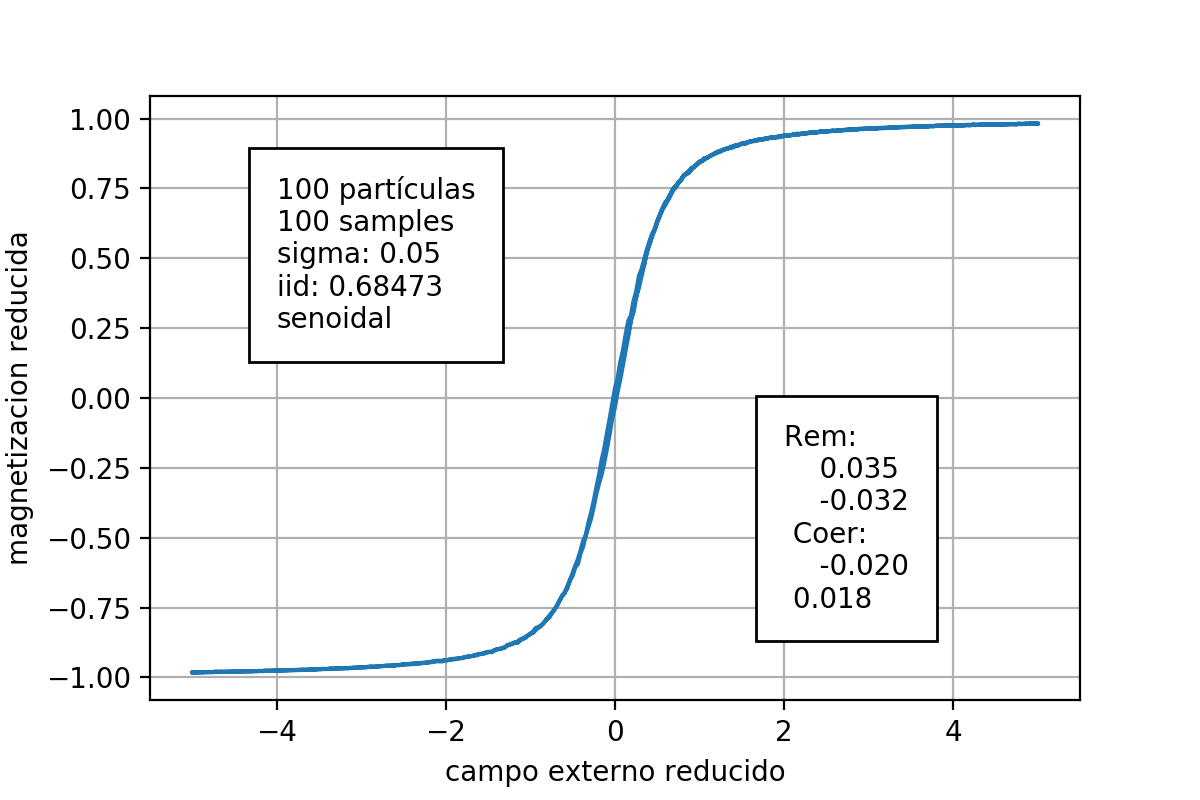 1.00
0.75
0.50
0.25
0.00
−0.25
−0.50
−0.75
−1.00
magnetizacion reducida
100 partículas
100 samples
sigma: 0.05
iid: 0.68473
senoidal
Rem:
0.035
-0.032
Coer:
-0.020
0.018
−4 −2 0 2 4
campo externo reducido